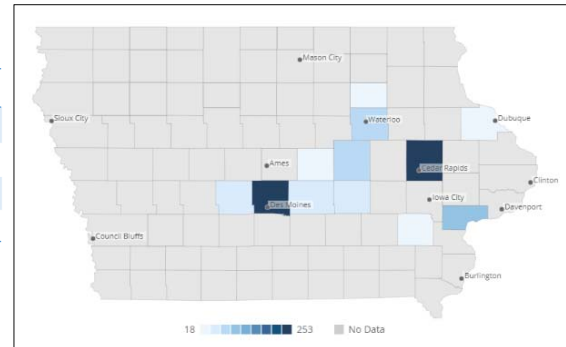 Mason City
Sioux City
Waterloo
Dubuque
Ames
Cedar Rapids
Clinton
Des Moines
Iowa City
Davenport
Council Bluffs
Burlington
18 253 No Data